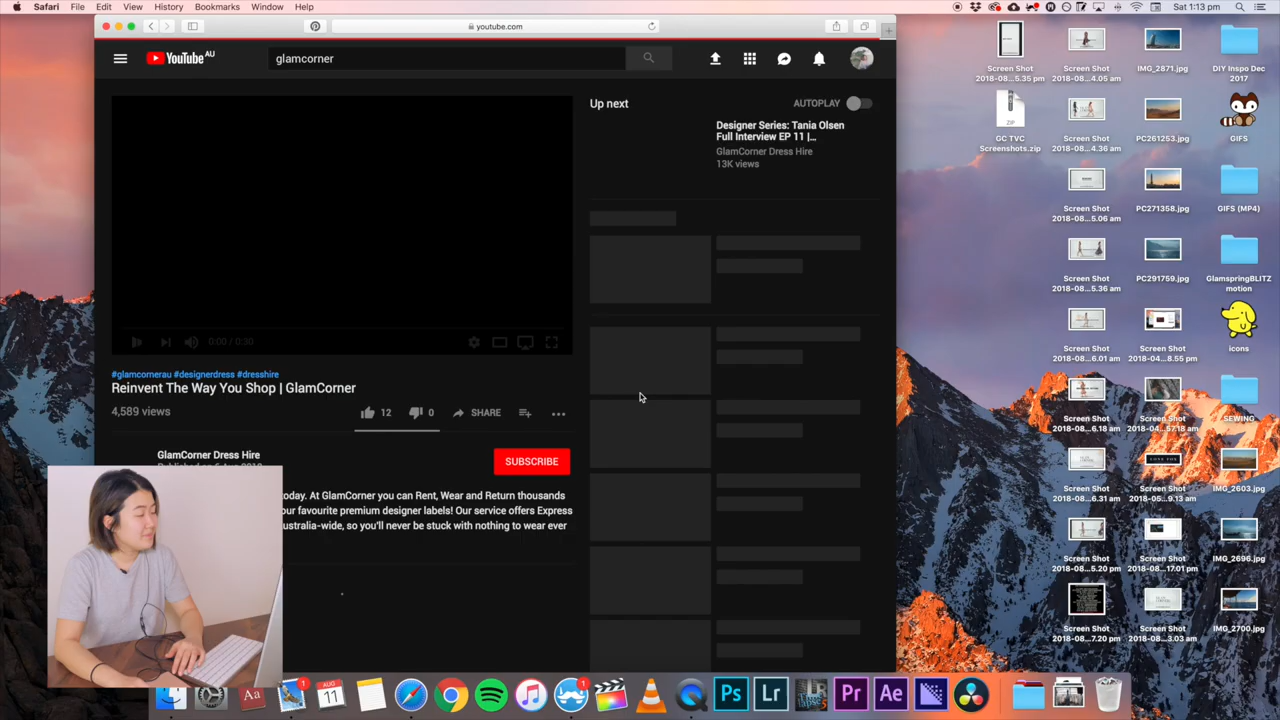 Safari File Edit View History Bookmarks Window Help
Sat 1:13 pm
youtube.com
YouTube AU
glamcorner
Up next
AUTOPLAY
Designer Series: Tania Olsen
Full Interview EP 11 |...
GlamCorner Dress Hire
13K views
0:00 / 0:30
#glamcornerau #designerdress #dresshire
Reinvent The Way You Shop | GlamCorner
4,589 views
12
0
SHARE
GlamCorner Dress Hire
SUBSCRIBE
today. At GlamCorner you can Rent, Wear and Return thousands
our favourite premium designer labels! Our service offers Express
ustralia-wide, so you'll never be stuck with nothing to wear ever
Screen Shot
2018-08...5.35 pm
Screen Shot
2018-08...4.05 am
IMG_2871.jpg
DIY Inspo Dec
2017
GC TVC
Screenshots.zip
Screen Shot
2018-08...4.36 am
PC261253.jpg
GIFS
Screen Shot
2018-08...5.06 am
PC271358.jpg
GIFS (MP4)
Screen Shot
2018-08...5.36 am
PC291759.jpg
GlamspringBLITZ
motion
Screen Shot
2018-08...6.01 am
Screen Shot
2018-04...8.55 pm
icons
Screen Shot
2018-08...6.18 am
Screen Shot
2018-04...57.18 am
SEWING
Screen Shot
2018-08...6.31 am
Screen Shot
2018-05...9.13 am
IMG_2603.jpg
Screen Shot
2018-08...5.20 pm
Screen Shot
2018-08...17.01 pm
IMG_2696.jpg
Screen Shot
2018-08...7.20 pm
Screen Shot
2018-08...3.03 am
IMG_2700.jpg
ZIP
Aa
1
AUG
11
1
Ps
Lr
Pr
Ae